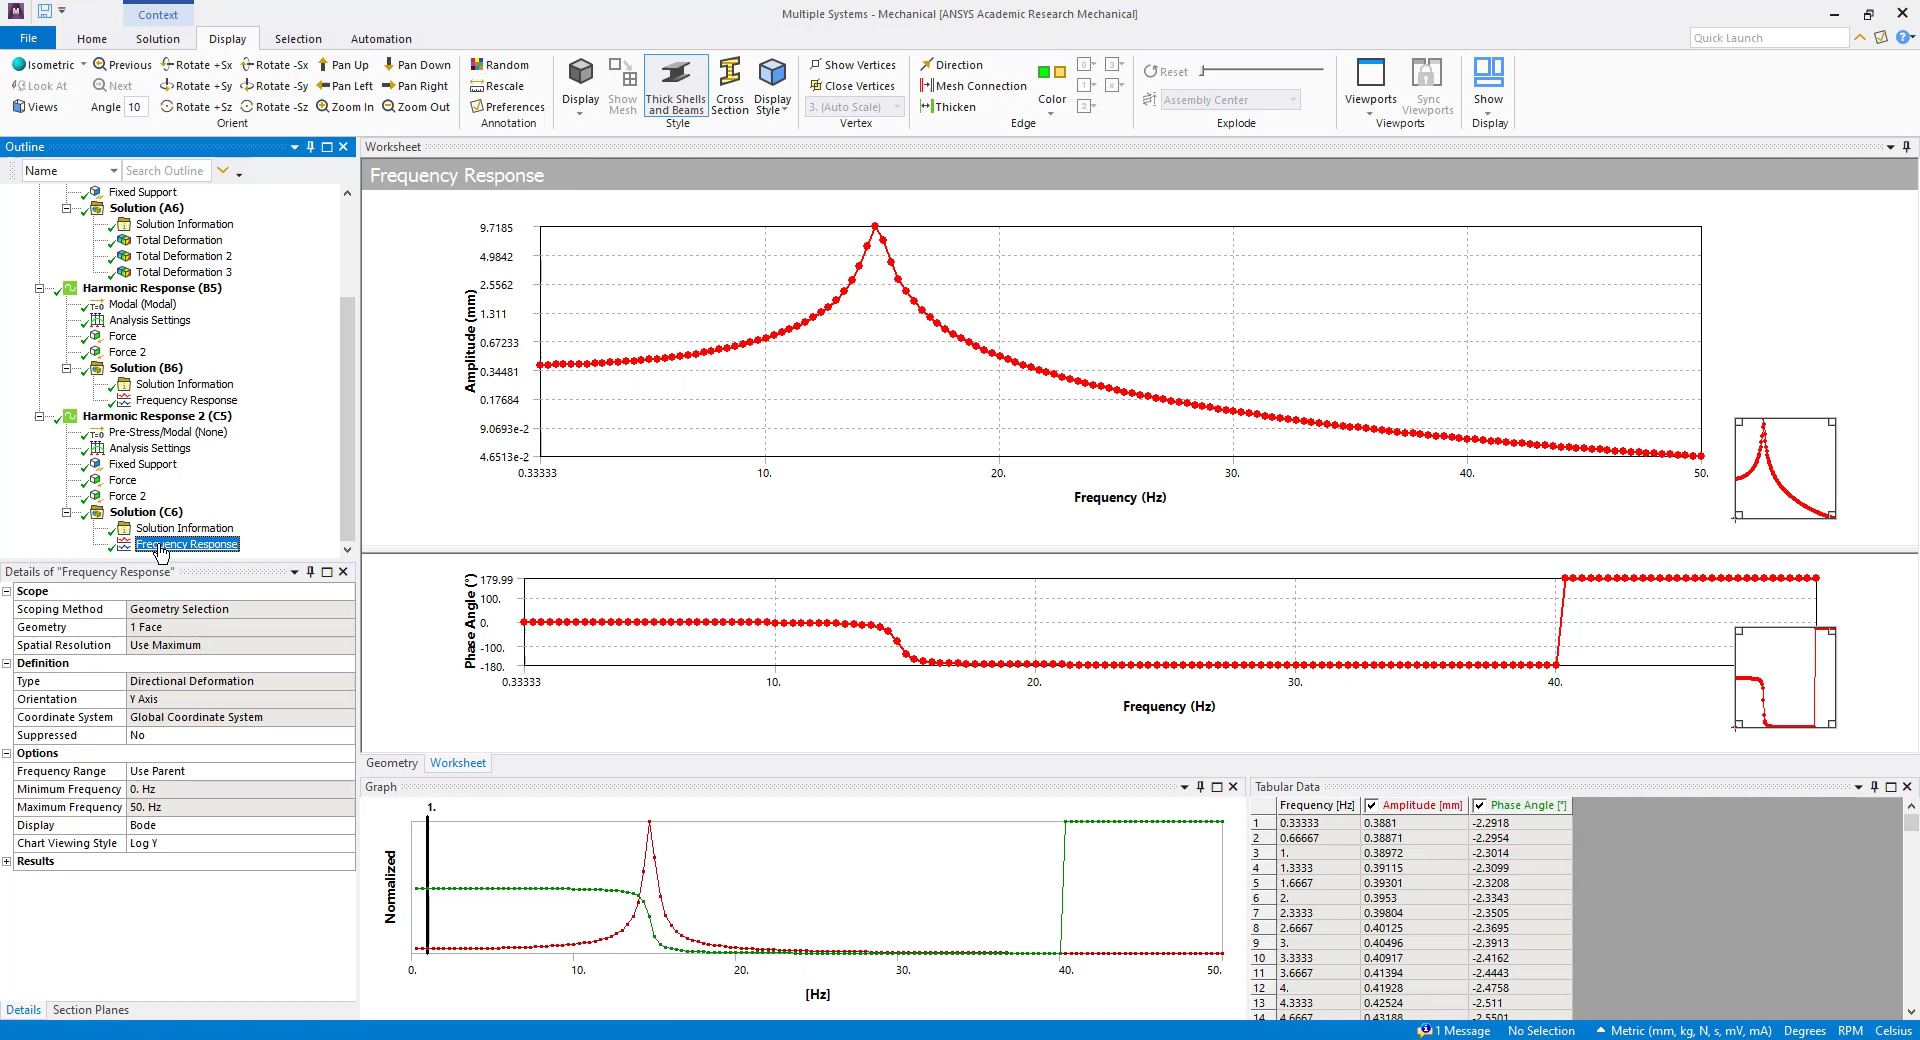 Context
Multiple Systems - Mechanical [ANSYS Academic Research Mechanical]
File Home Solution Display Selection Automation
Quick Launch
Isometric Previous Rotate +Sx Rotate -Sx Pan Up Pan Down
Look At Next Rotate +Sy Rotate -Sy Pan Left Pan Right
Views Angle 10 Rotate +Sz Rotate -Sz Zoom In Zoom Out
Orient
Random
Rescale
Preferences
Annotation
Display
Show Mesh
Thick Shells and Beams
Cross Section
Display Style
Style
Show Vertices
Close Vertices
3. (Auto Scale)
Vertex
Direction
Mesh Connection
Thicken
Color
Edge
Reset
Assembly Center
Explode
Viewports
Sync Viewports
Viewports
Show
Display
Outline
Name Search Outline
Fixed Support
Solution (A6)
Solution Information
Total Deformation
Total Deformation 2
Total Deformation 3
Harmonic Response (B5)
Modal (Modal)
Analysis Settings
Force
Force 2
Solution (B6)
Solution Information
Frequency Response
Harmonic Response 2 (C5)
Pre-Stress/Modal (None)
Analysis Settings
Fixed Support
Force
Force 2
Solution (C6)
Solution Information
Frequency Response
Details of "Frequency Response"
Scope
Scoping Method Geometry Selection
Geometry 1 Face
Spatial Resolution Use Maximum
Definition
Type Directional Deformation
Orientation Y Axis
Coordinate System Global Coordinate System
Suppressed No
Options
Frequency Range Use Parent
Minimum Frequency 0. Hz
Maximum Frequency 50. Hz
Display Bode
Chart Viewing Style Log Y
Results
Details Section Planes
Worksheet
Frequency Response
Amplitude (mm)
9.7185
4.9842
2.5562
1.311
0.67233
0.34481
0.17684
9.0693e-2
4.6513e-2
0.33333 10. 20. 30. 40. 50.
Frequency (Hz)
Phase Angle (°)
179.99
100.
0.
-100.
-180.
0.33333 10. 20. 30. 40.
Frequency (Hz)
Geometry Worksheet
Graph
1.
Normalized
0. 10. 20. 30. 40. 50.
[Hz]
Tabular Data
Frequency [Hz] Amplitude [mm] Phase Angle [°]
1 0.33333 0.3881 -2.2918
2 0.66667 0.38871 -2.2954
3 1. 0.38972 -2.3014
4 1.3333 0.39115 -2.3099
5 1.6667 0.39301 -2.3208
6 2. 0.3953 -2.3343
7 2.3333 0.39804 -2.3505
8 2.6667 0.40125 -2.3695
9 3. 0.40496 -2.3913
10 3.3333 0.40917 -2.4162
11 3.6667 0.41394 -2.4443
12 4. 0.41928 -2.4758
13 4.3333 0.42524 -2.511
14 4.6667 0.43188 -2.5501
1 Message No Selection Metric (mm, kg, N, s, mV, mA) Degrees RPM Celsius